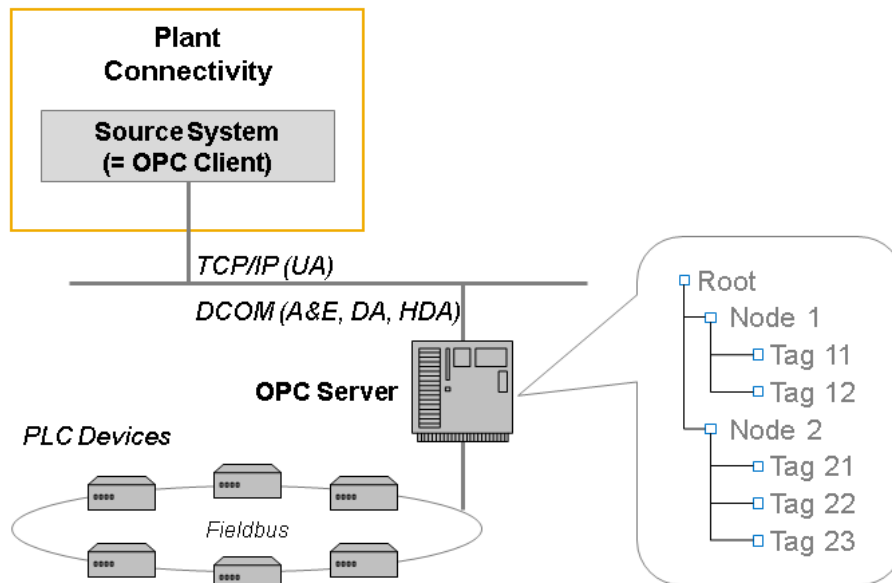 Plant
Connectivity
Source System
(= OPC Client)
TCP/IP (UA)
DCOM (A&E, DA, HDA)
OPC Server
PLC Devices
Fieldbus
Root
Node 1
Tag 11
Tag 12
Node 2
Tag 21
Tag 22
Tag 23